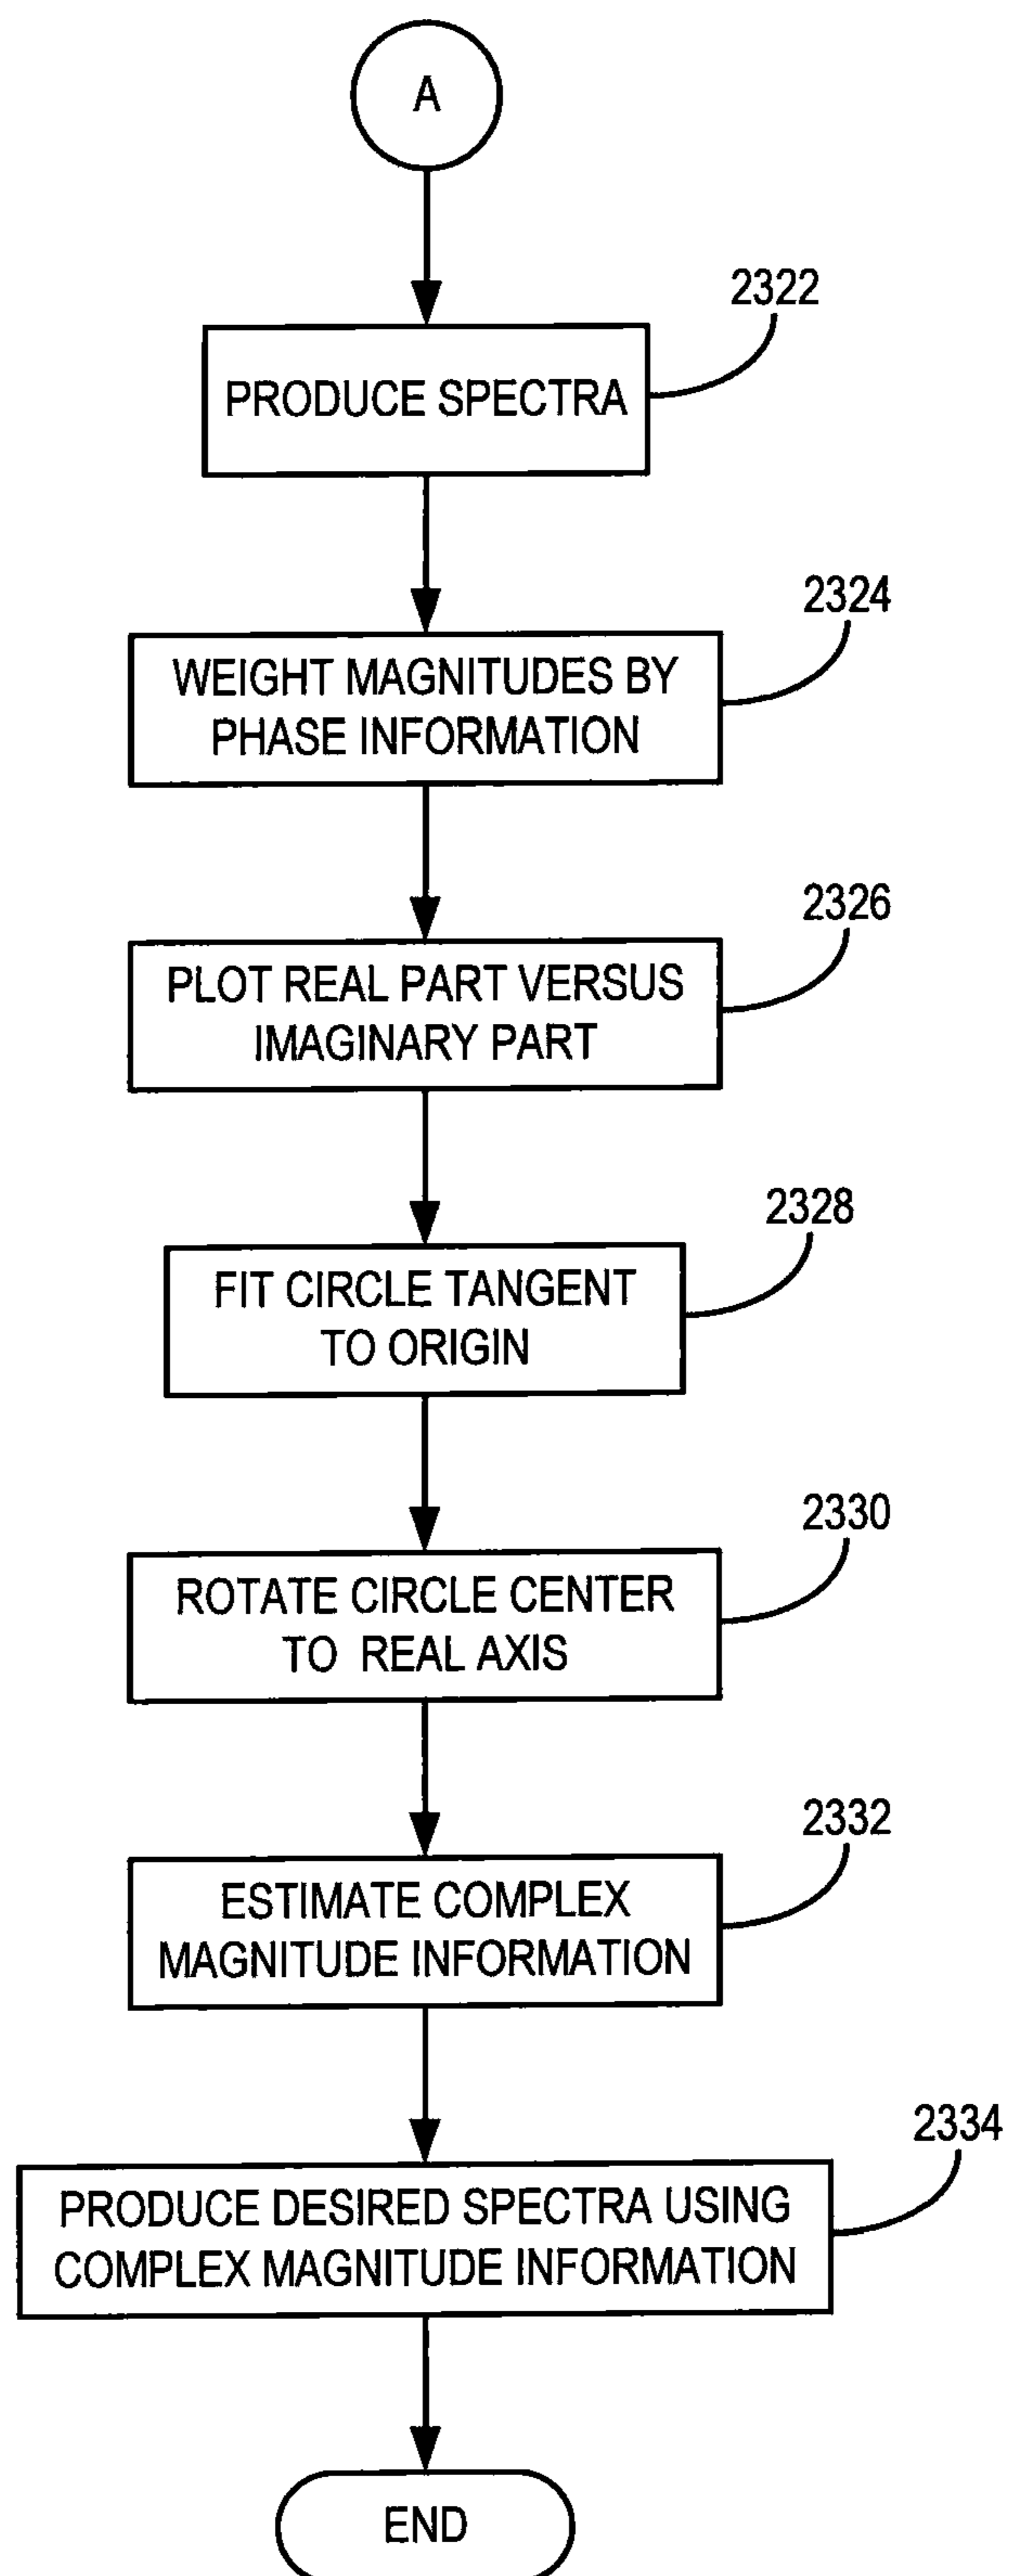 A
2322
PRODUCE SPECTRA
2324
WEIGHT MAGNITUDES BY
PHASE INFORMATION
2326
PLOT REAL PART VERSUS
IMAGINARY PART
2328
FIT CIRCLE TANGENT
TO ORIGIN
2330
ROTATE CIRCLE CENTER
TO REAL AXIS
2332
ESTIMATE COMPLEX
MAGNITUDE INFORMATION
2334
PRODUCE DESIRED SPECTRA USING
COMPLEX MAGNITUDE INFORMATION
END